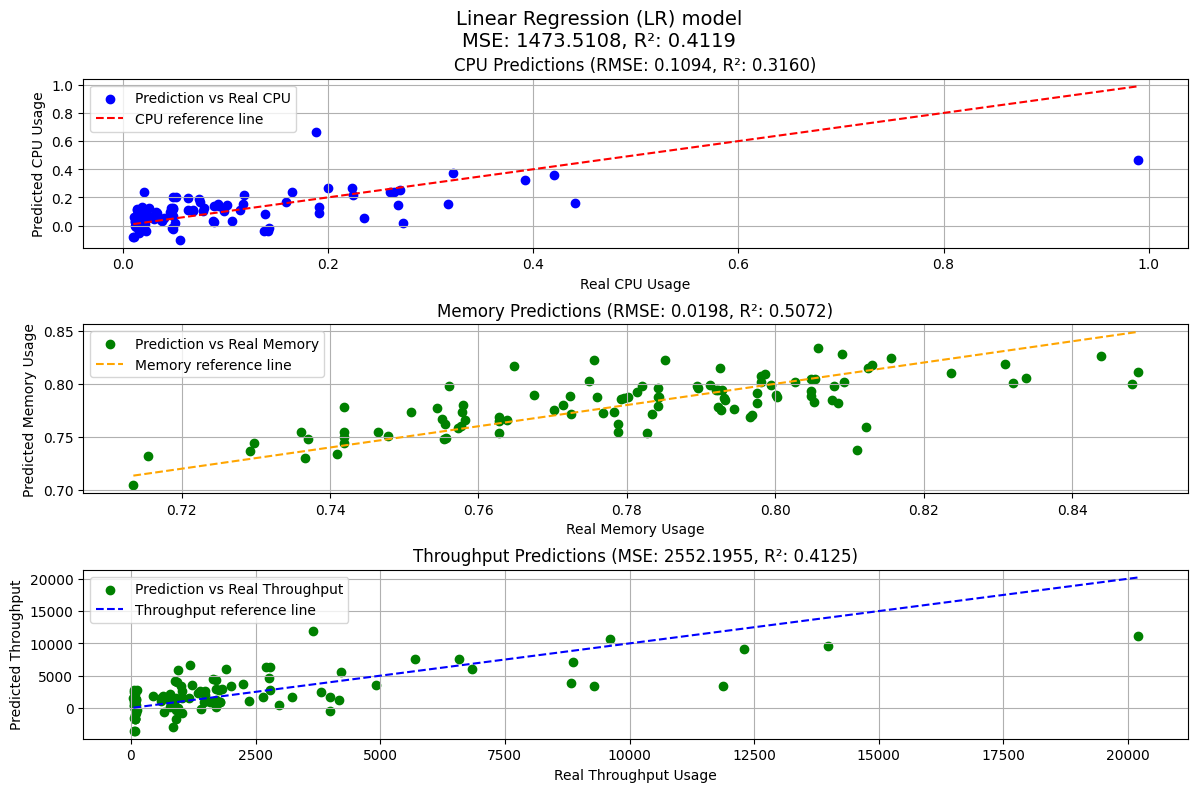 Linear Regression (LR) model
MSE: 1473.5108, R²: 0.4119
CPU Predictions (RMSE: 0.1094, R²: 0.3160)
Predicted CPU Usage
1.0
0.8
0.6
0.4
0.2
0.0
Prediction vs Real CPU
CPU reference line
0.0 0.2 0.4 0.6 0.8 1.0
Real CPU Usage
Memory Predictions (RMSE: 0.0198, R²: 0.5072)
Predicted Memory Usage
0.85
0.80
0.75
0.70
Prediction vs Real Memory
Memory reference line
0.72 0.74 0.76 0.78 0.80 0.82 0.84
Real Memory Usage
Throughput Predictions (MSE: 2552.1955, R²: 0.4125)
Predicted Throughput
20000
15000
10000
5000
0
Prediction vs Real Throughput
Throughput reference line
0 2500 5000 7500 10000 12500 15000 17500 20000
Real Throughput Usage